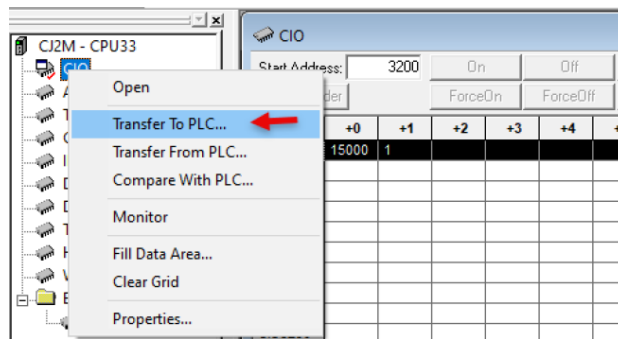 CJ2M - CPU33
CIO
CIO
Start Address: 3200 On Off
ForceOn ForceOff
+0 +1 +2 +3 +4
15000 1
Open
Transfer To PLC...
Transfer From PLC...
Compare With PLC...
Monitor
Fill Data Area...
Clear Grid
Properties...